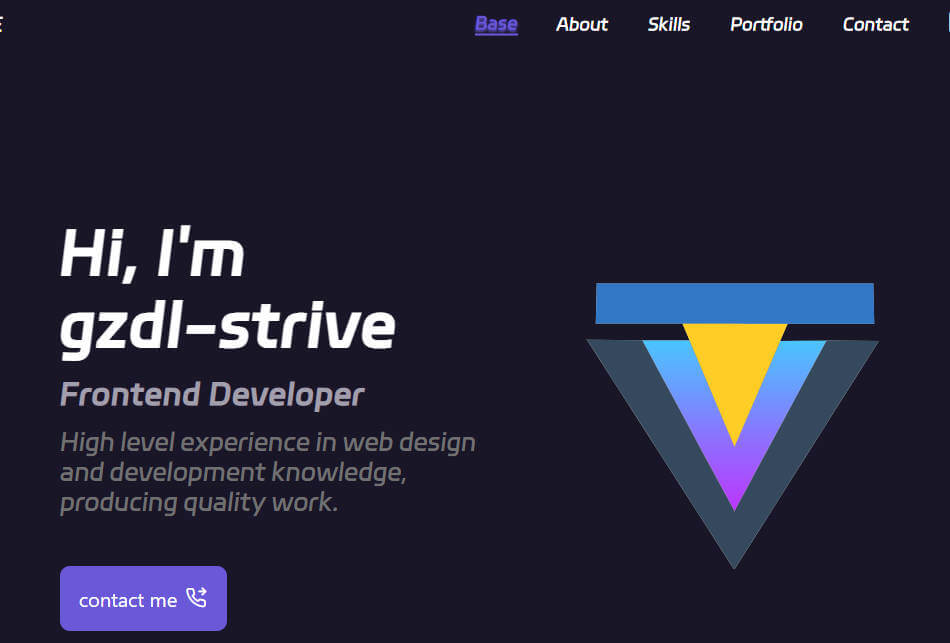 Base About Skills Portfolio Contact
Hi, I'm
gzdl-strive
Frontend Developer
High level experience in web design
and development knowledge,
producing quality work.
contact me